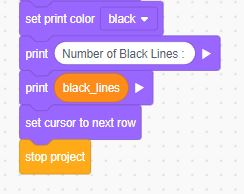 set print color black
print Number of Black Lines :
print black_lines
set cursor to next row
stop project